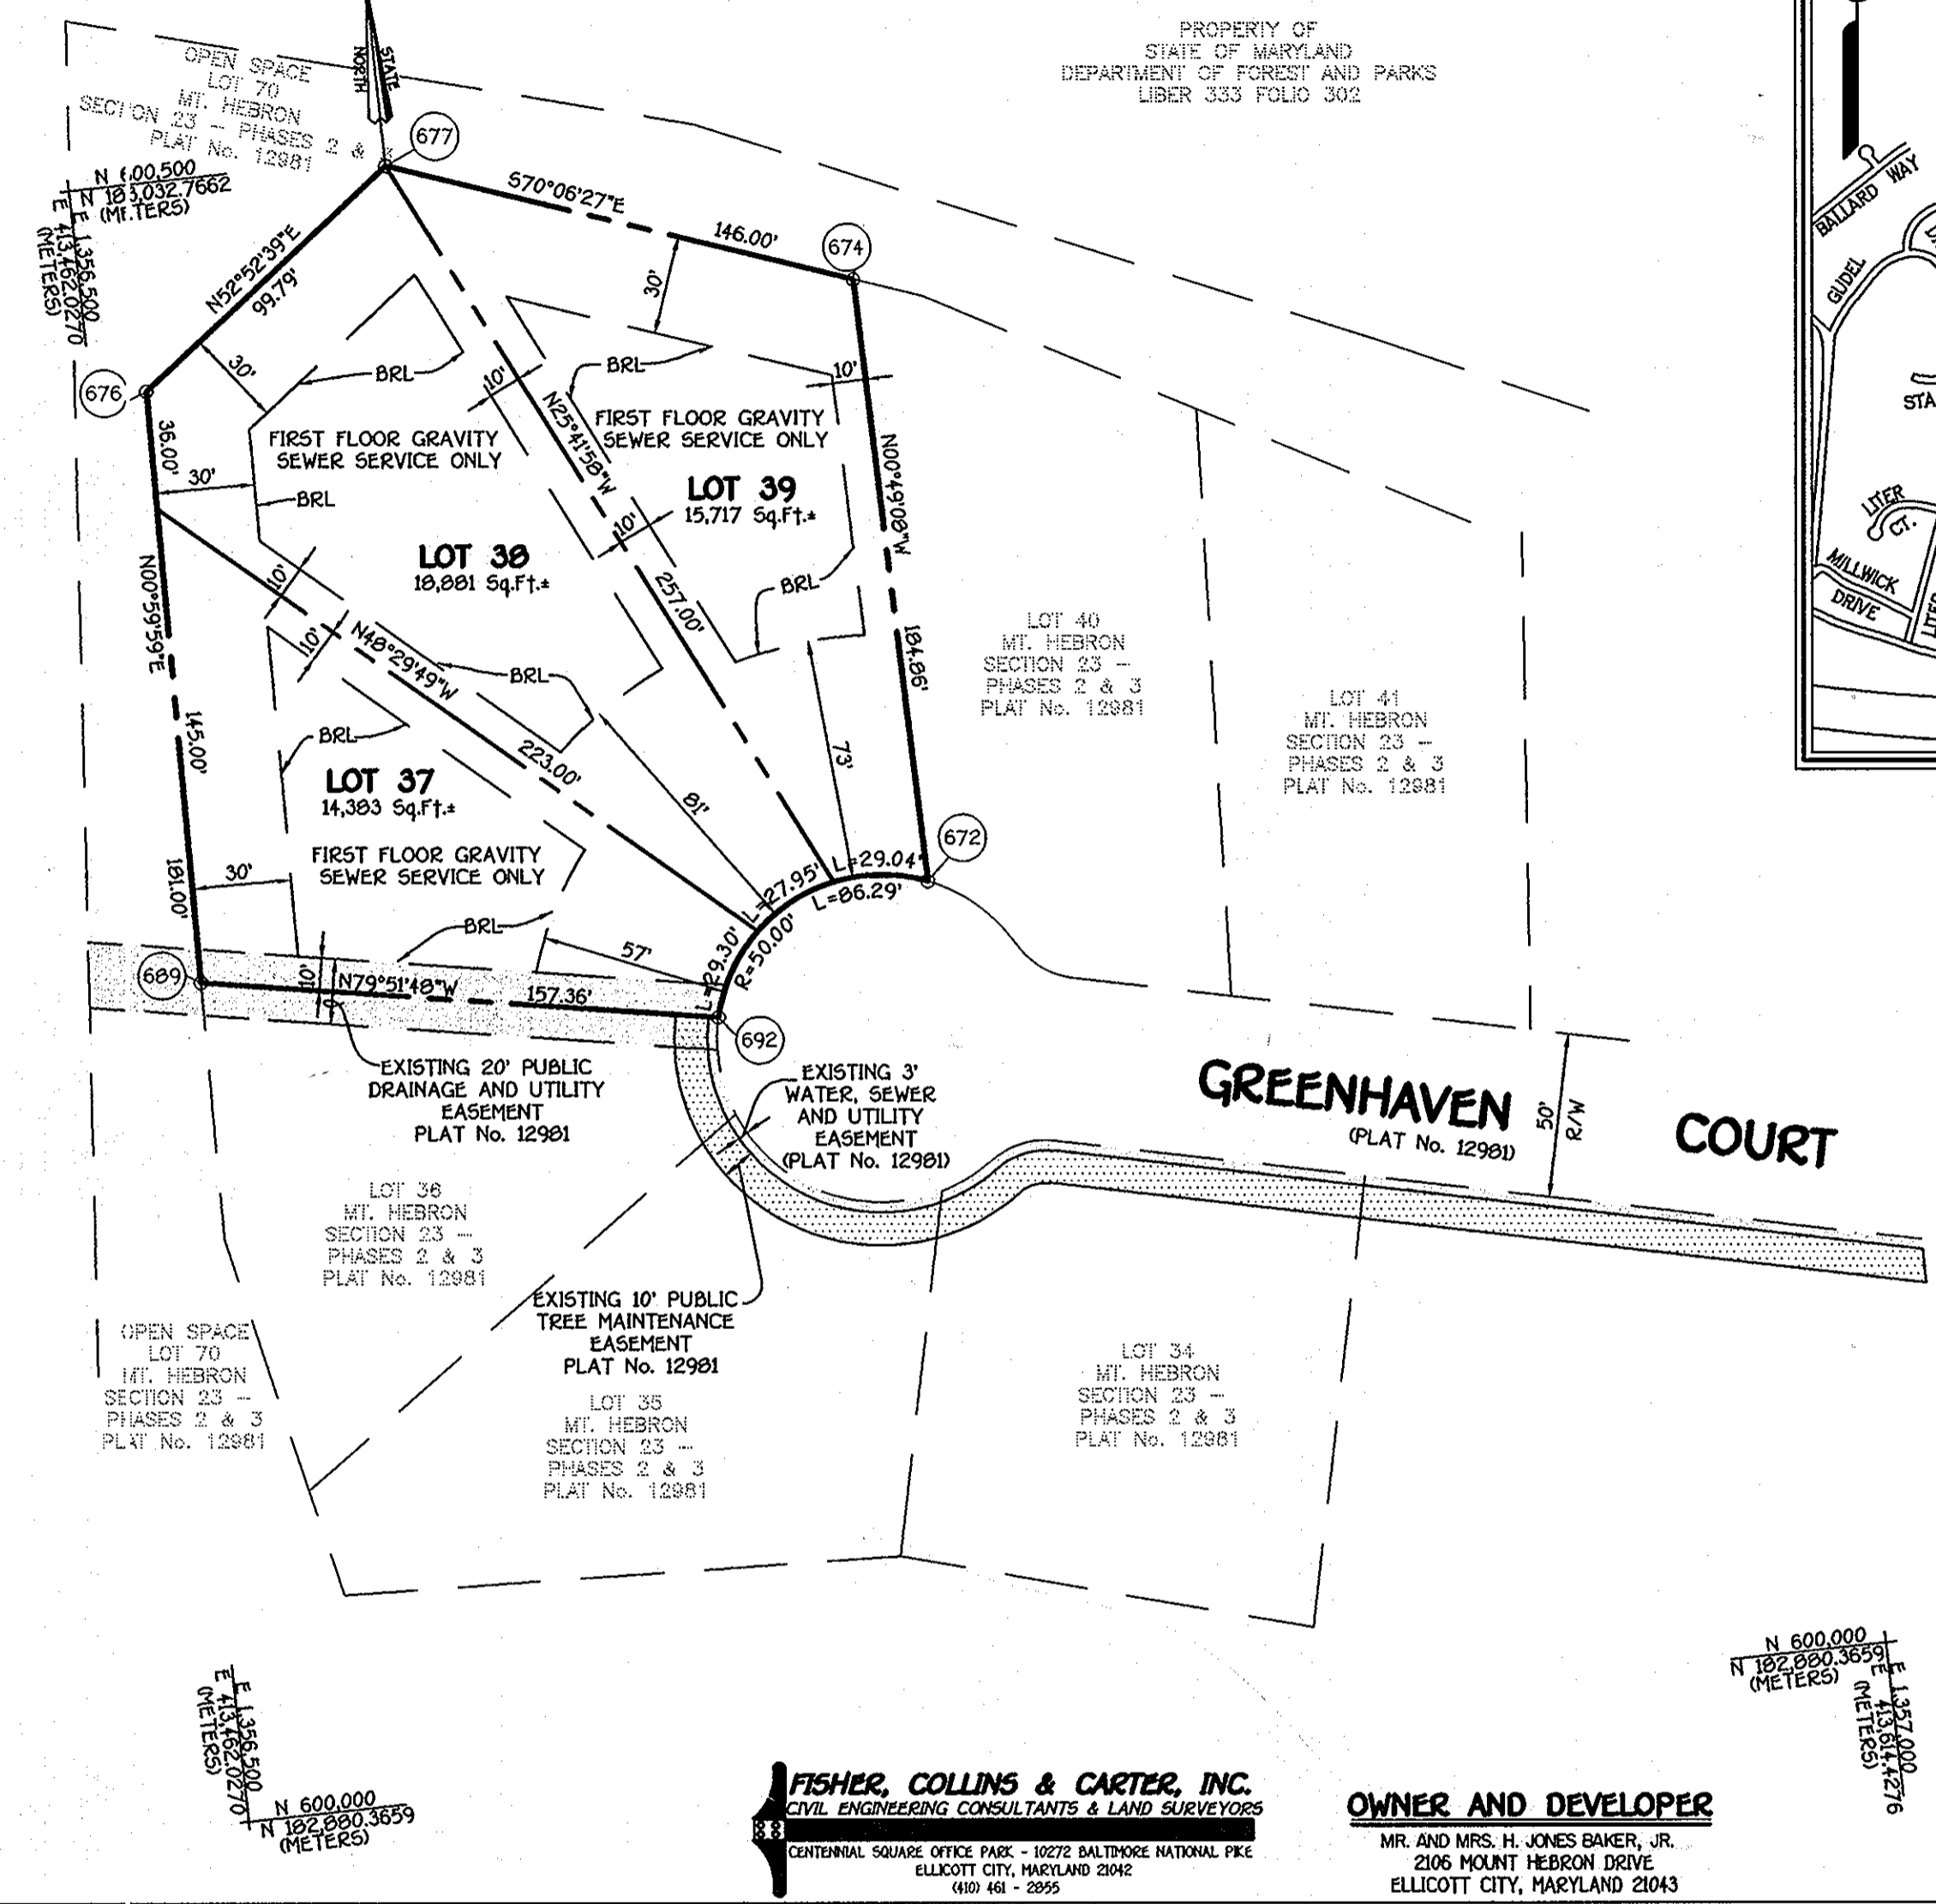 PROPERTY OF
STATE OF MARYLAND
DEPARTMENT OF FOREST AND PARKS
LIBER 333 FOLIO 302
OPEN SPACE
LOT 70
MT. HEBRON
SECTION 23 - PHASES 2 & 3
PLAT No. 12981
STATE
NORTH
677
N 600,500
N 183,032.7662
(METERS)
E 1,356,500
E 413,462.0270
(METERS)
S70°06'27"E
146.00'
674
N52°52'39"E
99.79'
30'
30'
676
36.00'
30'
BRL
BRL
BRL
10'
10'
FIRST FLOOR GRAVITY
SEWER SERVICE ONLY
FIRST FLOOR GRAVITY
SEWER SERVICE ONLY
N25°41'58"W
257.00'
N00°49'08"W
184.86'
LOT 39
15,717 Sq.Ft.±
10'
LOT 38
18,881 Sq.Ft.±
BRL
10'
10'
N00°59'59"E
145.00'
181.00'
N48°29'49"W
223.00'
BRL
BRL
73'
81'
LOT 37
14,383 Sq.Ft.±
FIRST FLOOR GRAVITY
SEWER SERVICE ONLY
30'
BRL
57'
672
L=29.04'
L=27.95'
L=86.29'
L=29.30'
R=50.00'
689
10'
N79°51'48"W
157.36'
692
LOT 40
MT. HEBRON
SECTION 23 -
PHASES 2 & 3
PLAT No. 12981
LOT 41
MT. HEBRON
SECTION 23 -
PHASES 2 & 3
PLAT No. 12981
BALLARD WAY
GUDEL
STA
LITER
CT.
MILLWICK
DRIVE
EXISTING 20' PUBLIC
DRAINAGE AND UTILITY
EASEMENT
PLAT No. 12981
EXISTING 3'
WATER, SEWER
AND UTILITY
EASEMENT
(PLAT No. 12981)
GREENHAVEN COURT
(PLAT No. 12981)
50'
R/W
LOT 36
MT. HEBRON
SECTION 23 -
PHASES 2 & 3
PLAT No. 12981
EXISTING 10' PUBLIC
TREE MAINTENANCE
EASEMENT
PLAT No. 12981
OPEN SPACE
LOT 70
MT. HEBRON
SECTION 23 -
PHASES 2 & 3
PLAT No. 12981
LOT 35
MT. HEBRON
SECTION 23 -
PHASES 2 & 3
PLAT No. 12981
LOT 34
MT. HEBRON
SECTION 23 -
PHASES 2 & 3
PLAT No. 12981
N 600,000
N 182,880.3659
(METERS)
E 1,357,000
E 413,614.4276
(METERS)
E 1,356,500
E 413,462.0270
(METERS)
N 600,000
N 182,880.3659
(METERS)
FISHER, COLLINS & CARTER, INC.
CIVIL ENGINEERING CONSULTANTS & LAND SURVEYORS
CENTENNIAL SQUARE OFFICE PARK - 10272 BALTIMORE NATIONAL PIKE
ELLICOTT CITY, MARYLAND 21042
(410) 461 - 2855
OWNER AND DEVELOPER
MR. AND MRS. H. JONES BAKER, JR.
2106 MOUNT HEBRON DRIVE
ELLICOTT CITY, MARYLAND 21043